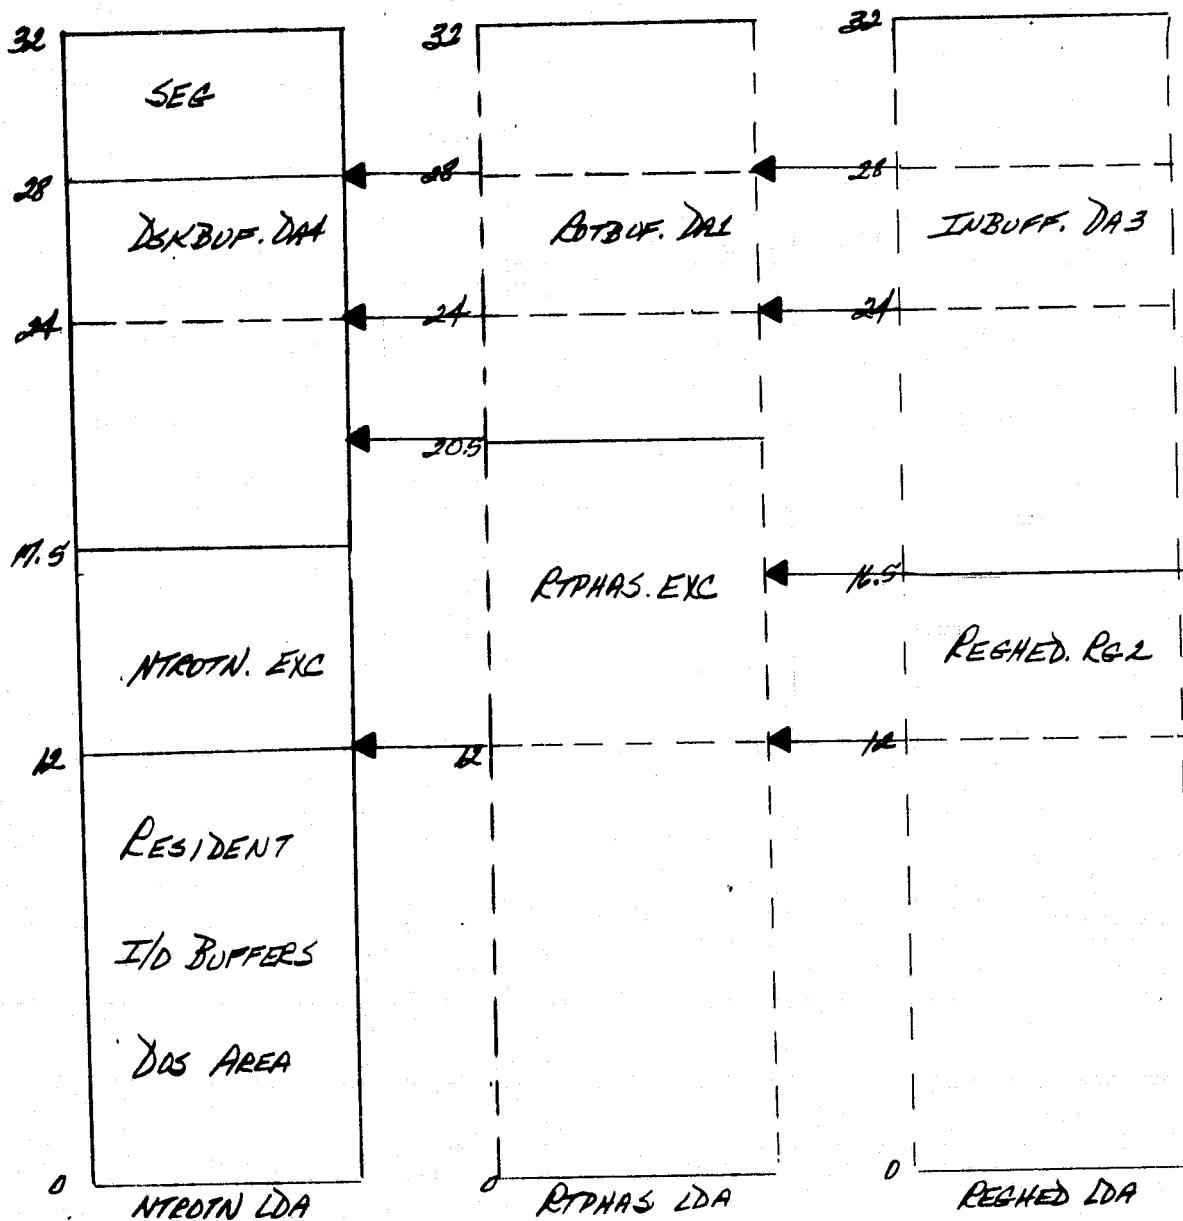 32 32 32
SEG
28 28 28
DSKBUF.DA4 ROTBUF.DA1 INBUFF.DA3
24 24 24
20.5
17.5
16.5
RTPHAS.EXC
NTROTN.EXC REGHED.RG2
12 12 12
RESIDENT
I/O BUFFERS
DOS AREA
0 0 0
NTROTN LDA RTPHAS LDA REGHED LDA